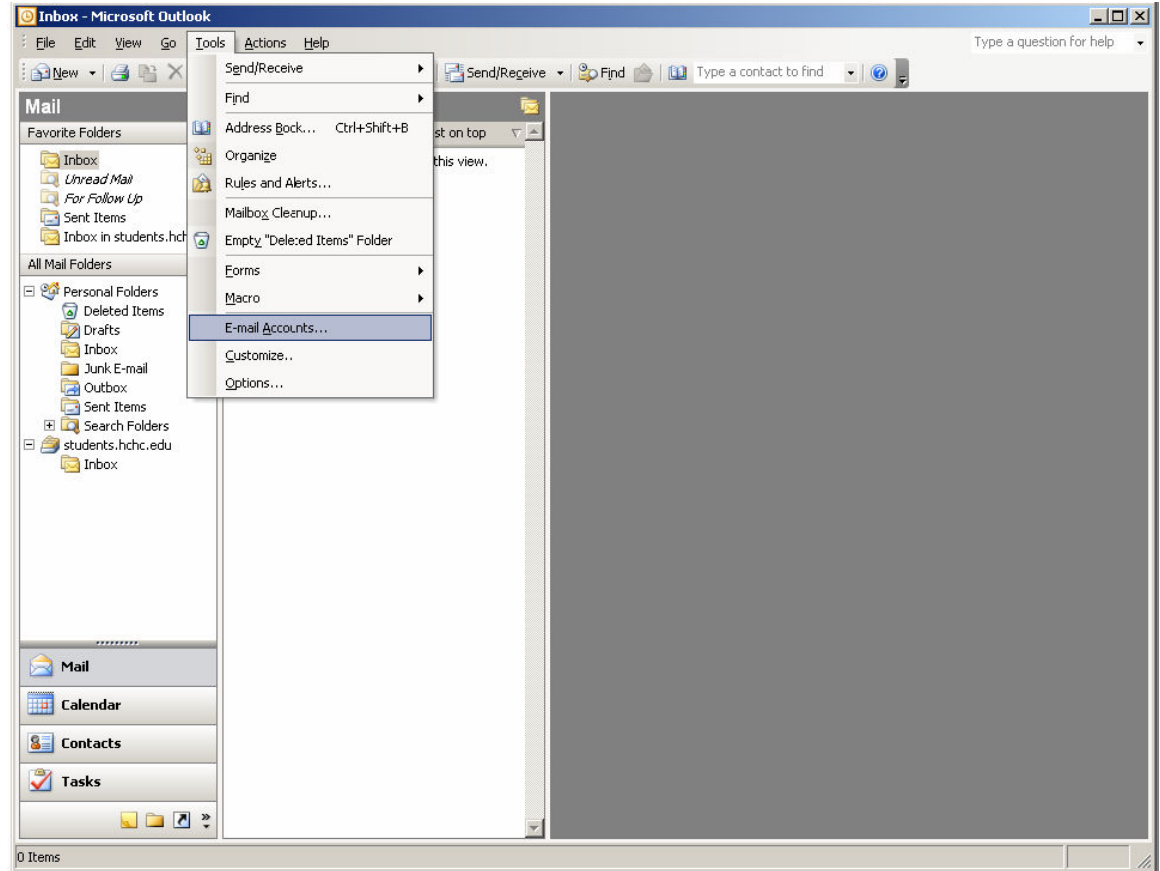 Inbox - Microsoft Outlook
File Edit View Go Tools Actions Help Type a question for help
New Send/Receive Find Type a contact to find
Send/Receive
Find
Address Bock... Ctrl+Shift+B
Organize
Rules and Alerts...
Mailbox Cleanup...
Empty "Deleted Items" Folder
Forms
Macro
E-mail Accounts...
Customize..
Options...
Mail
Favorite Folders
st on top
this view.
Inbox
Unread Mail
For Follow Up
Sent Items
Inbox in students.hch
All Mail Folders
Personal Folders
Deleted Items
Drafts
Inbox
Junk E-mail
Outbox
Sent Items
Search Folders
students.hchc.edu
Inbox
Mail
Calendar
Contacts
Tasks
0 Items